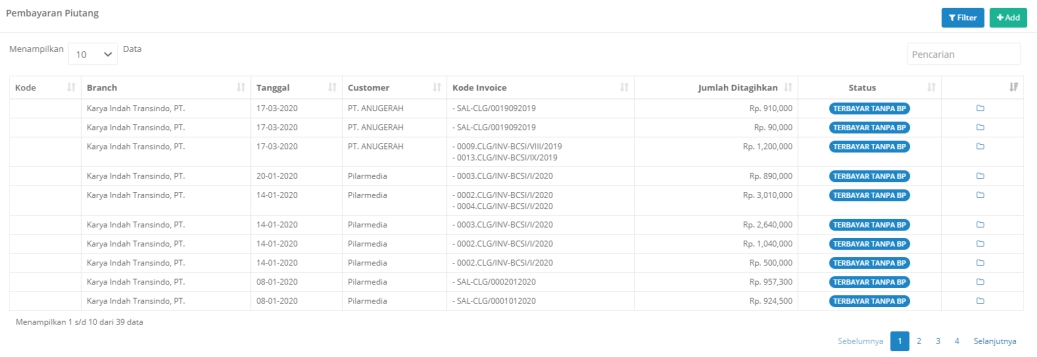 Pembayaran Piutang
Filter
+ Add
Menampilkan 10 Data
Pencarian
Kode Branch Tanggal Customer Kode Invoice Jumlah Ditagihkan Status
Karya Indah Transindo, PT. 17-03-2020 PT. ANUGERAH - SAL-CLG/0019092019 Rp. 910,000 TERBAYAR TANPA BP
Karya Indah Transindo, PT. 17-03-2020 PT. ANUGERAH - SAL-CLG/0019092019 Rp. 90,000 TERBAYAR TANPA BP
Karya Indah Transindo, PT. 17-03-2020 PT. ANUGERAH - 0009.CLG/INV-BCSI/VIII/2019 Rp. 1,200,000 TERBAYAR TANPA BP
- 0013.CLG/INV-BCSI/IX/2019
Karya Indah Transindo, PT. 20-01-2020 Pilarmedia - 0003.CLG/INV-BCSI/I/2020 Rp. 890,000 TERBAYAR TANPA BP
Karya Indah Transindo, PT. 14-01-2020 Pilarmedia - 0002.CLG/INV-BCSI/I/2020 Rp. 3,010,000 TERBAYAR TANPA BP
- 0004.CLG/INV-BCSI/I/2020
Karya Indah Transindo, PT. 14-01-2020 Pilarmedia - 0003.CLG/INV-BCSI/I/2020 Rp. 2,640,000 TERBAYAR TANPA BP
Karya Indah Transindo, PT. 14-01-2020 Pilarmedia - 0002.CLG/INV-BCSI/I/2020 Rp. 1,040,000 TERBAYAR TANPA BP
Karya Indah Transindo, PT. 14-01-2020 Pilarmedia - 0002.CLG/INV-BCSI/I/2020 Rp. 500,000 TERBAYAR TANPA BP
Karya Indah Transindo, PT. 08-01-2020 Pilarmedia - SAL-CLG/0002012020 Rp. 957,300 TERBAYAR TANPA BP
Karya Indah Transindo, PT. 08-01-2020 Pilarmedia - SAL-CLG/0001012020 Rp. 924,500 TERBAYAR TANPA BP
Menampilkan 1 s/d 10 dari 39 data
Sebelumnya 1 2 3 4 Selanjutnya